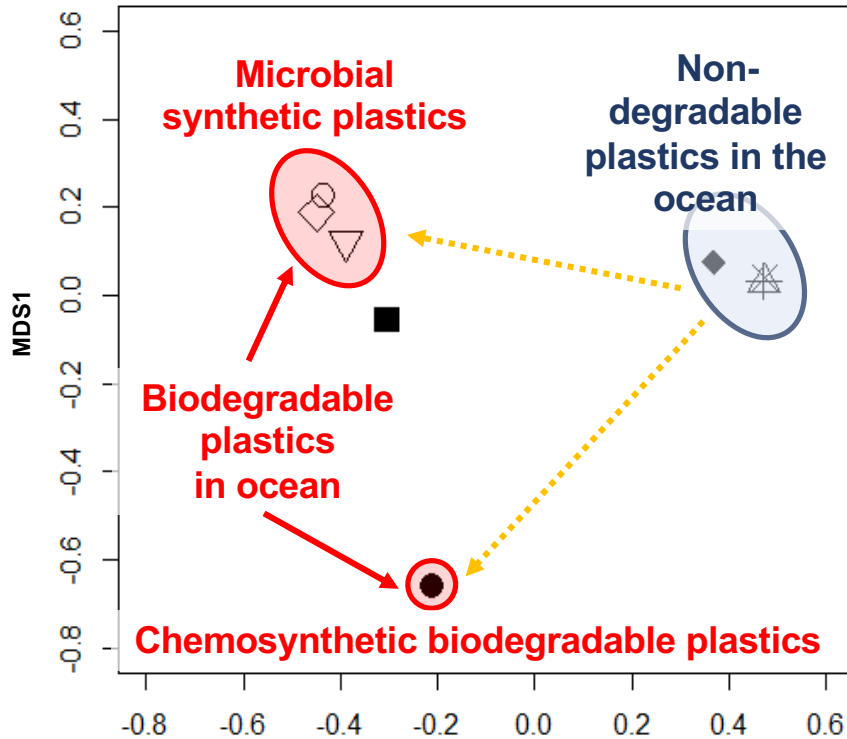 0.6
0.4
0.2
0.0
-0.2
-0.4
-0.6
-0.8
MDS1
Microbial
synthetic plastics
Non-
degradable
plastics in the
ocean
Biodegradable
plastics
in ocean
Chemosynthetic biodegradable plastics
-0.8
-0.6
-0.4
-0.2
0.0
0.2
0.4
0.6